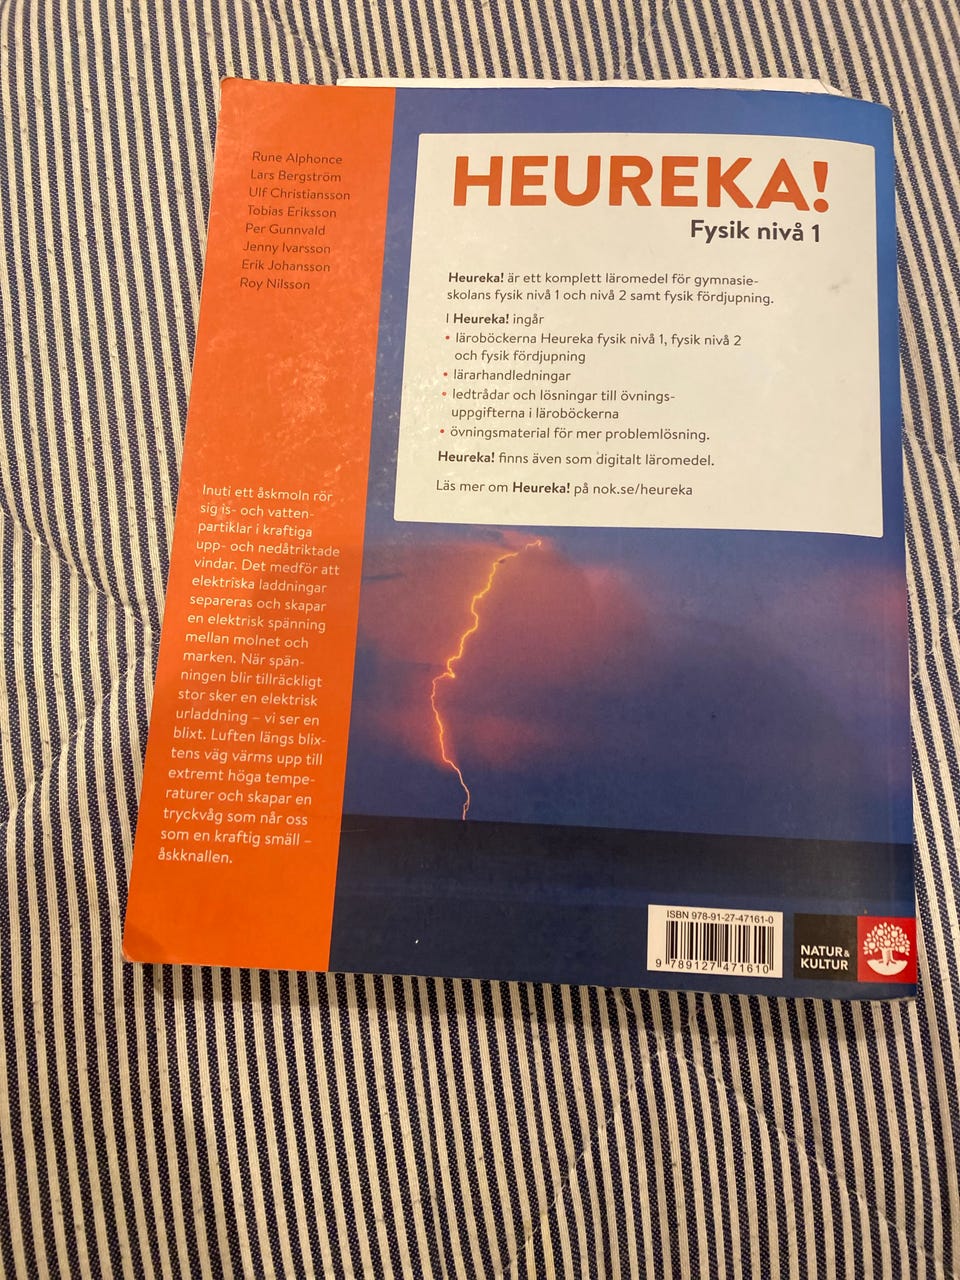 Rune Alphonce
Lars Bergström
Ulf Christiansson
Tobias Eriksson
Per Gunnvald
Jenny Ivarsson
Erik Johansson
Roy Nilsson
HEUREKA!
Fysik nivå 1
Heureka! är ett komplett läromedel för gymnasie-
skolans fysik nivå 1 och nivå 2 samt fysik fördjupning.
I Heureka! ingår
• läroböckerna Heureka fysik nivå 1, fysik nivå 2
och fysik fördjupning
• lärarhandledningar
• ledtrådar och lösningar till övnings-
uppgifterna i läroböckerna
• övningsmaterial för mer problemlösning.
Heureka! finns även som digitalt läromedel.
Läs mer om Heureka! på nok.se/heureka
Inuti ett åskmoln rör
sig is- och vatten-
partiklar i kraftiga
upp- och nedåtriktade
vindar. Det medför att
elektriska laddningar
separeras och skapar
en elektrisk spänning
mellan molnet och
marken. När spän-
ningen blir tillräckligt
stor sker en elektrisk
urladdning – vi ser en
blixt. Luften längs blix-
tens väg värms upp till
extremt höga tempe-
raturer och skapar en
tryckvåg som når oss
som en kraftig smäll –
åskknallen.
ISBN 978-91-27-47161-0
9 789127 471610
NATUR &
KULTUR